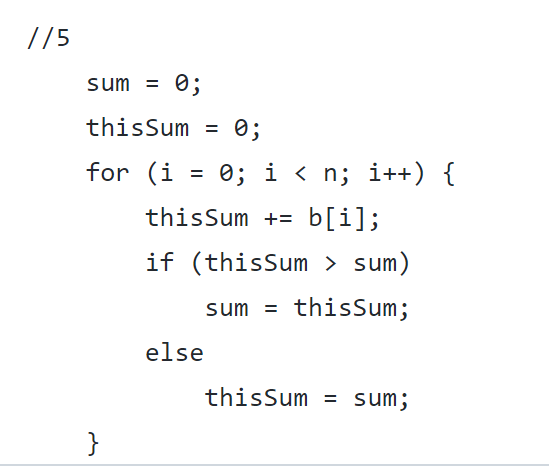 //5
sum = 0;
thisSum = 0;
for (i = 0; i < n; i++) {
thisSum += b[i];
if (thisSum > sum)
sum = thisSum;
else
thisSum = sum;
}